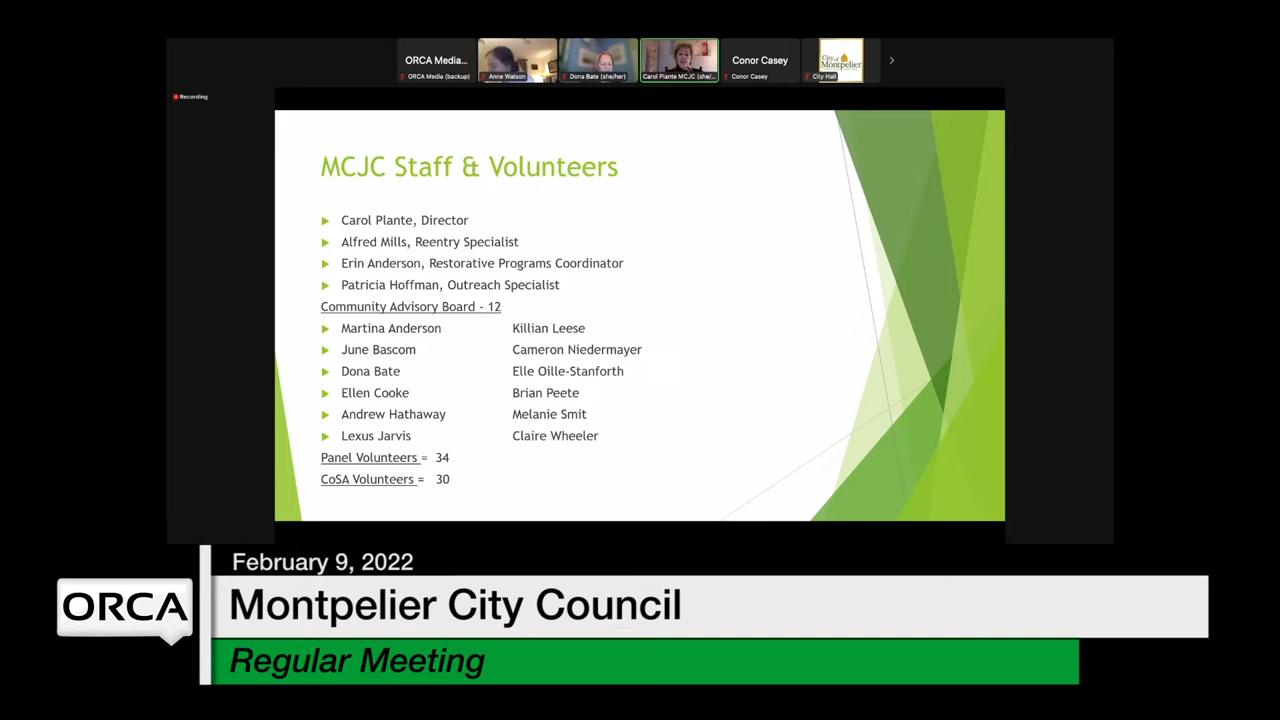 ORCA Media...
Conor Casey
City of
Montpelier
ORCA Media (backup)
Anne Watson
Dona Bate (she/her)
Carol Plante MCJC (she/...
Conor Casey
City Hall
Recording
MCJC Staff & Volunteers
Carol Plante, Director
Alfred Mills, Reentry Specialist
Erin Anderson, Restorative Programs Coordinator
Patricia Hoffman, Outreach Specialist
Community Advisory Board - 12
Martina Anderson Killian Leese
June Bascom Cameron Niedermayer
Dona Bate Elle Oille-Stanforth
Ellen Cooke Brian Peete
Andrew Hathaway Melanie Smit
Lexus Jarvis Claire Wheeler
Panel Volunteers = 34
CoSA Volunteers = 30
February 9, 2022
ORCA
Montpelier City Council
Regular Meeting